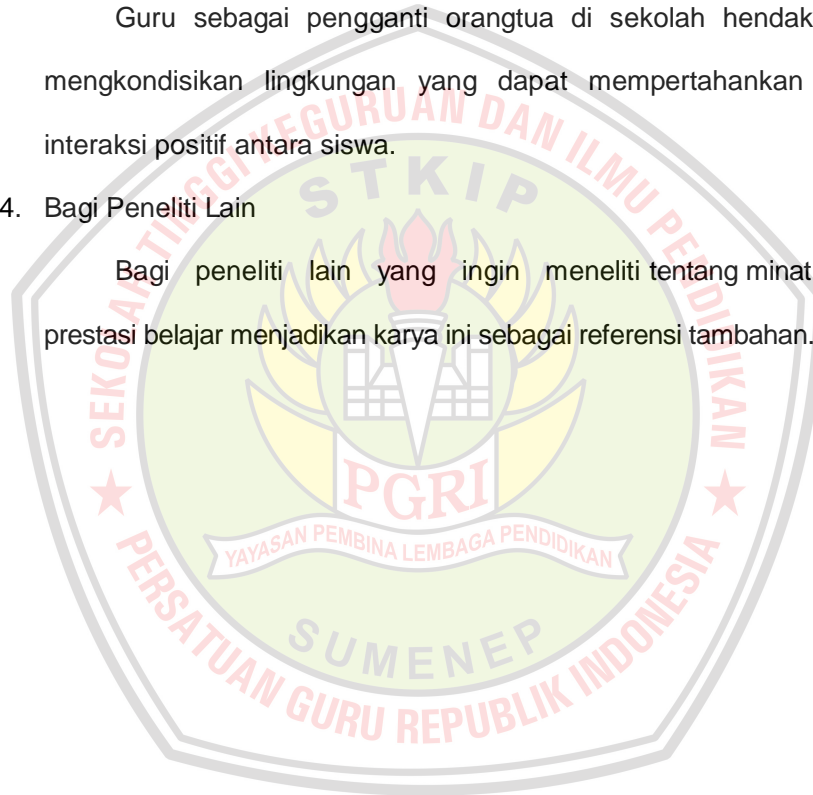 Guru sebagai pengganti orangtua di sekolah hendak
mengkondisikan lingkungan yang dapat mempertahankan
interaksi positif antara siswa.
4. Bagi Peneliti Lain
Bagi peneliti lain yang ingin meneliti tentang minat
prestasi belajar menjadikan karya ini sebagai referensi tambahan.
SEKOLAH TINGGI KEGURUAN DAN ILMU PENDIDIKAN
STKIP
PGRI
YAYASAN PEMBINA LEMBAGA PENDIDIKAN
SUMENEP
PERSATUAN GURU REPUBLIK INDONESIA